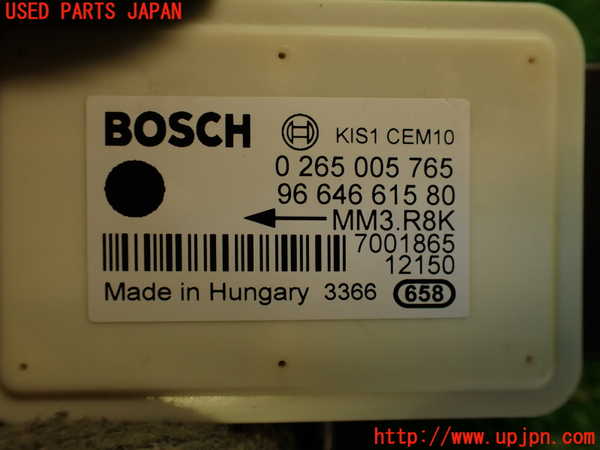 USED PARTS JAPAN
BOSCH KIS1 CEM10
0 265 005 765
96 646 615 80
MM3.R8K
7001865
12150
Made in Hungary 3366 658
http://www.upjpn.com/